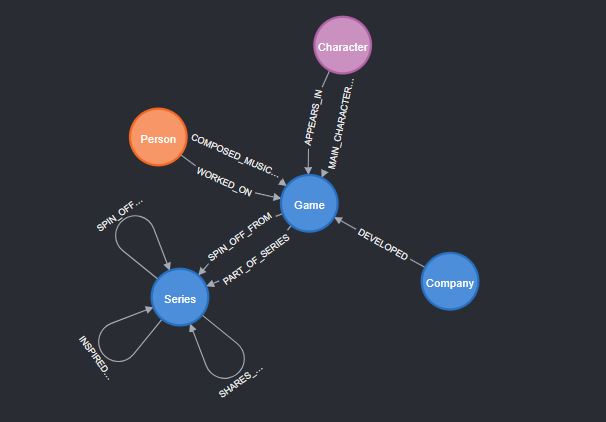 Character
APPEARS_IN
MAIN_CHARACTER...
Person
COMPOSED_MUSIC...
WORKED_ON
Game
SPIN_OFF_FROM
PART_OF_SERIES
DEVELOPED
Company
SPIN_OFF...
Series
INSPIRED...
SHARES_...